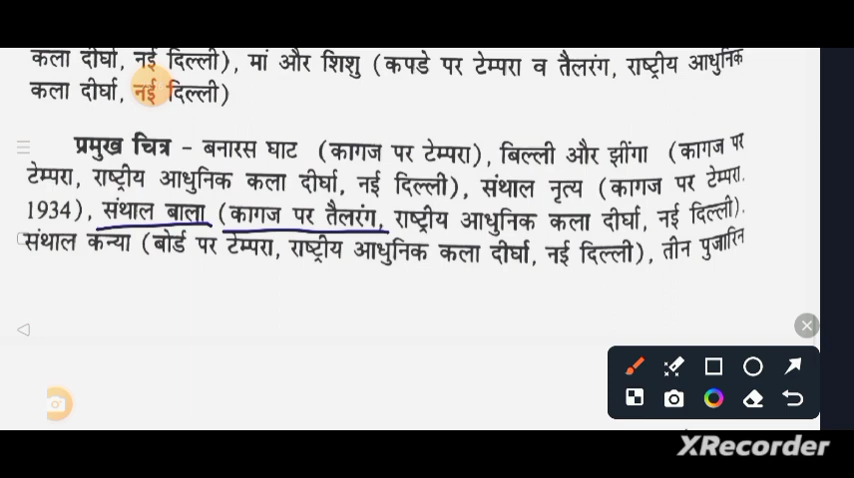 कला दीर्घा, नई दिल्ली), मां और शिशु (कपडे पर टेम्परा व तैलरंग, राष्ट्रीय आधुनिक
कला दीर्घा, नई दिल्ली)
प्रमुख चित्र – बनारस घाट (कागज पर टेम्परा), बिल्ली और झींगा (कागज पर
टेम्परा, राष्ट्रीय आधुनिक कला दीर्घा, नई दिल्ली), संथाल नृत्य (कागज पर टेम्परा.
1934), संथाल बाला (कागज पर तैलरंग, राष्ट्रीय आधुनिक कला दीर्घा, नई दिल्ली).
संथाल कन्या (बोर्ड पर टेम्परा, राष्ट्रीय आधुनिक कला दीर्घा, नई दिल्ली), तीन पुजारिन
XRecorder